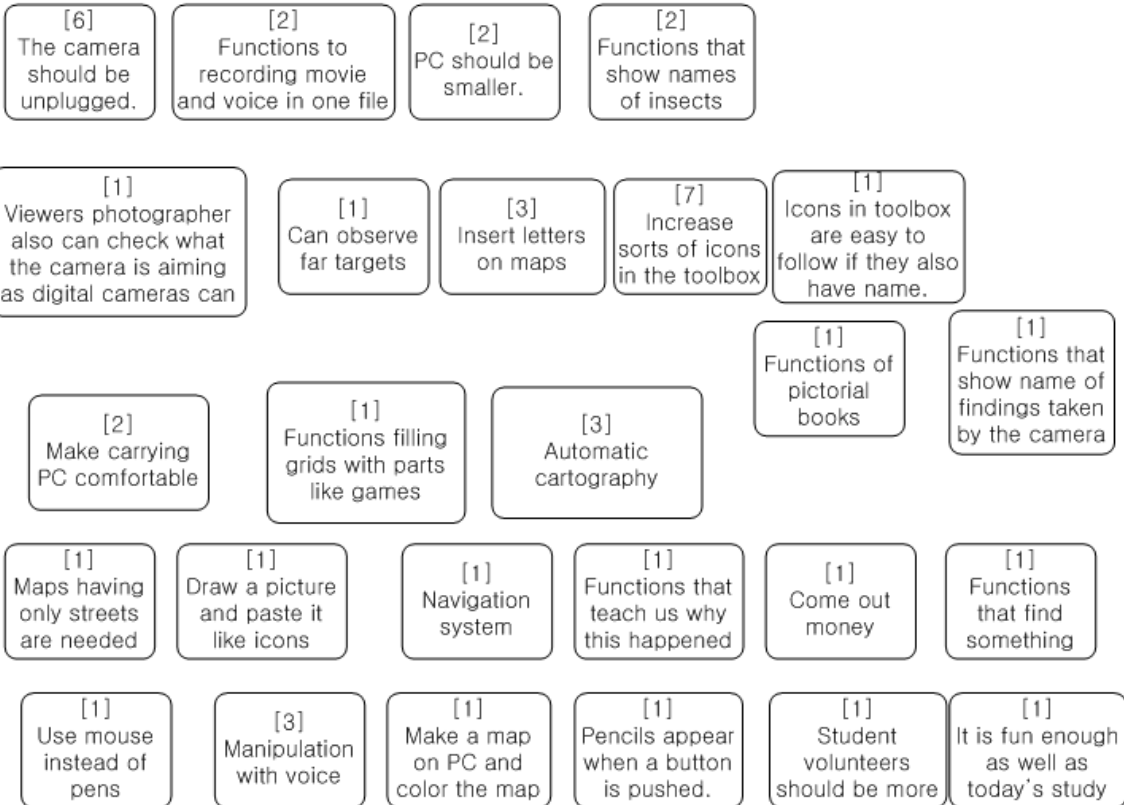 [6]
The camera
should be
unplugged.
[2]
Functions to
recording movie
and voice in one file
[2]
PC should be
smaller.
[2]
Functions that
show names
of insects
[1]
Viewers photographer
also can check what
the camera is aiming
as digital cameras can
[1]
Can observe
far targets
[3]
Insert letters
on maps
[7]
Increase
sorts of icons
in the toolbox
[1]
Icons in toolbox
are easy to
follow if they also
have name.
[1]
Functions of
pictorial
books
[1]
Functions that
show name of
findings taken
by the camera
[2]
Make carrying
PC comfortable
[1]
Functions filling
grids with parts
like games
[3]
Automatic
cartography
[1]
Maps having
only streets
are needed
[1]
Draw a picture
and paste it
like icons
[1]
Navigation
system
[1]
Functions that
teach us why
this happened
[1]
Come out
money
[1]
Functions
that find
something
[1]
Use mouse
instead of
pens
[3]
Manipulation
with voice
[1]
Make a map
on PC and
color the map
[1]
Pencils appear
when a button
is pushed.
[1]
Student
volunteers
should be more
[1]
It is fun enough
as well as
today's study